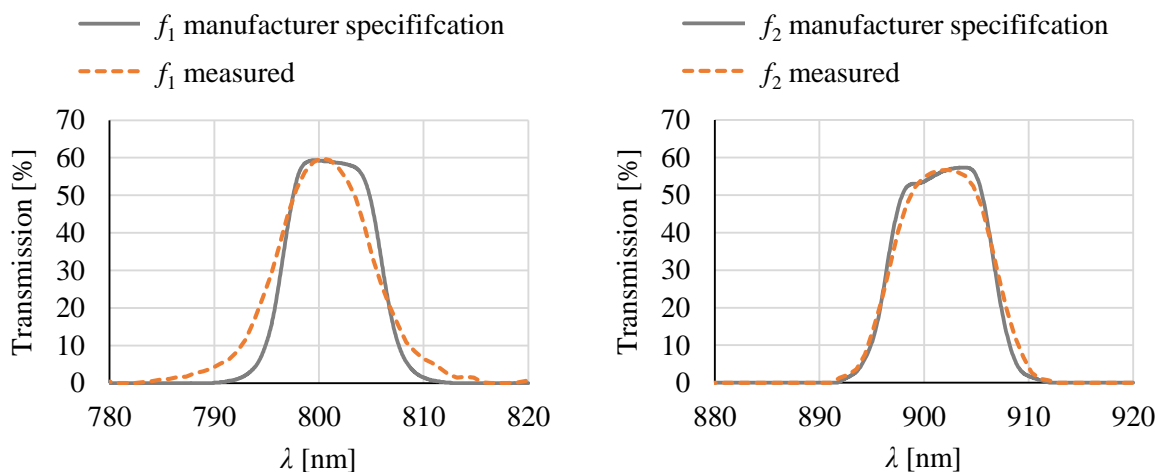 f₁ manufacturer specififcation
f₁ measured
Transmission [%]
70
60
50
40
30
20
10
0
780 790 800 810 820
λ [nm]
f₂ manufacturer specififcation
f₂ measured
Transmission [%]
70
60
50
40
30
20
10
0
880 890 900 910 920
λ [nm]